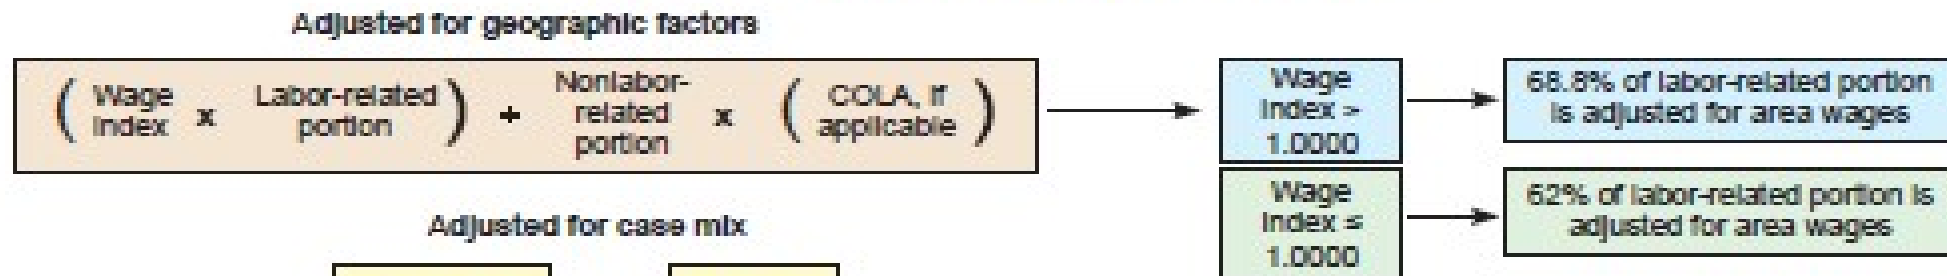 Adjusted for geographic factors
( Wage Index x Labor-related portion ) + Nonlabor-related portion x ( COLA, if applicable )
Wage
Index >
1.0000
68.8% of labor-related portion
is adjusted for area wages
Wage
Index ≤
1.0000
62% of labor-related portion is
adjusted for area wages
Adjusted for case mix